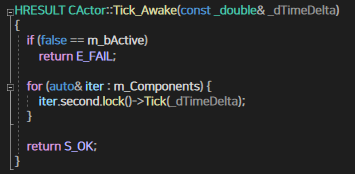 HRESULT CActor::Tick_Awake(const _double& _dTimeDelta)
{
if (false == m_bActive)
return E_FAIL;
for (auto& iter : m_Components) {
iter.second.lock()->Tick(_dTimeDelta);
}
return S_OK;
}